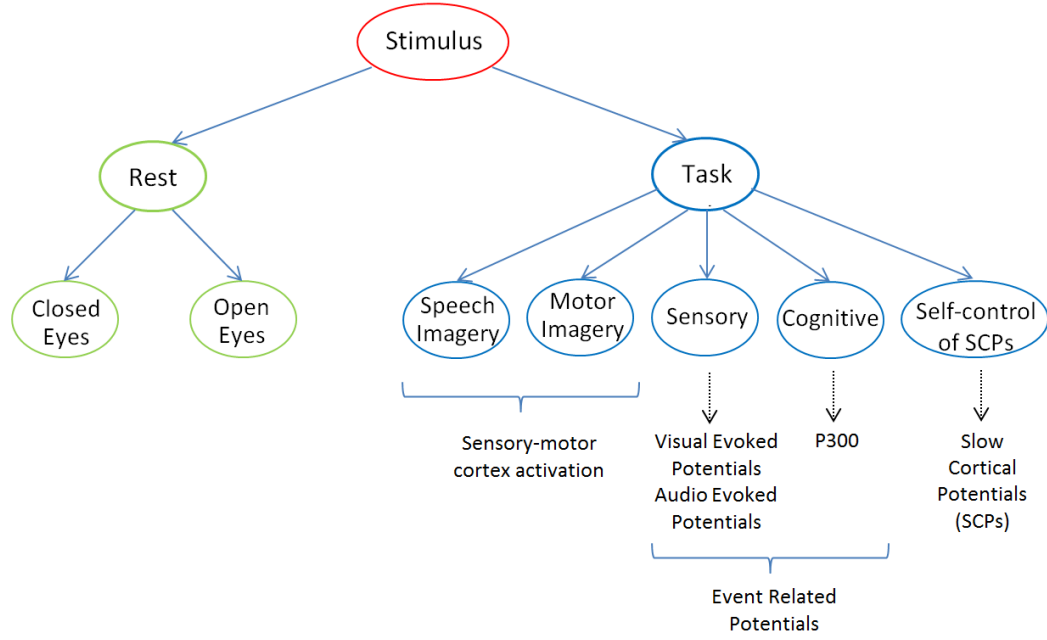 Stimulus
Rest
Task
Closed
Eyes
Open
Eyes
Speech
Imagery
Motor
Imagery
Sensory
Cognitive
Self-control
of SCPs
Sensory-motor
cortex activation
Visual Evoked
Potentials
Audio Evoked
Potentials
P300
Slow
Cortical
Potentials
(SCPs)
Event Related
Potentials